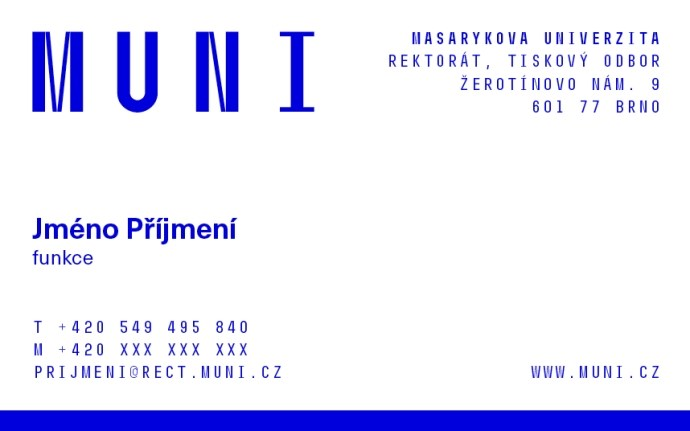 MUNI
MASARYKOVA UNIVERZITA
REKTORÁT, TISKOVÝ ODBOR
ŽEROTÍNOVO NÁM. 9
601 77 BRNO
Jméno Příjmení
funkce
T +420 549 495 840
M +420 XXX XXX XXX
PRIJMENI@RECT.MUNI.CZ
WWW.MUNI.CZ